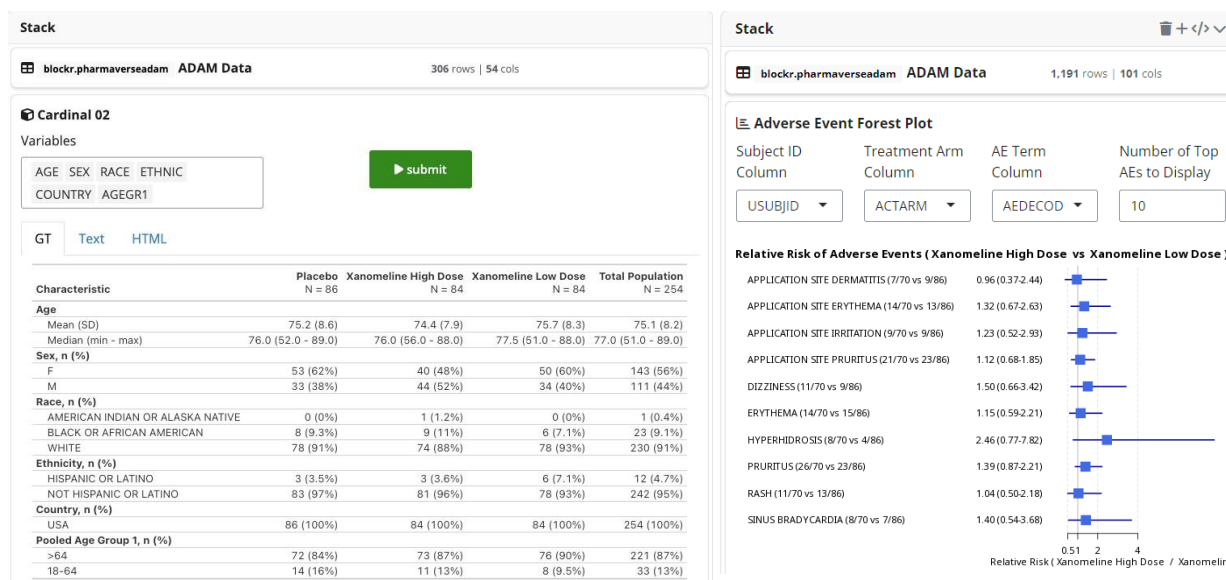 Stack
blockr.pharmaverseadam ADAM Data 306 rows | 54 cols
Cardinal 02
Variables
AGE SEX RACE ETHNIC
COUNTRY AGEGR1
submit
GT Text HTML
Placebo Xanomeline High Dose Xanomeline Low Dose Total Population
Characteristic N = 86 N = 84 N = 84 N = 254
Age
Mean (SD) 75.2 (8.6) 74.4 (7.9) 75.7 (8.3) 75.1 (8.2)
Median (min - max) 76.0 (52.0 - 89.0) 76.0 (56.0 - 88.0) 77.5 (51.0 - 88.0) 77.0 (51.0 - 89.0)
Sex, n (%)
F 53 (62%) 40 (48%) 50 (60%) 143 (56%)
M 33 (38%) 44 (52%) 34 (40%) 111 (44%)
Race, n (%)
AMERICAN INDIAN OR ALASKA NATIVE 0 (0%) 1 (1.2%) 0 (0%) 1 (0.4%)
BLACK OR AFRICAN AMERICAN 8 (9.3%) 9 (11%) 6 (7.1%) 23 (9.1%)
WHITE 78 (91%) 74 (88%) 78 (93%) 230 (91%)
Ethnicity, n (%)
HISPANIC OR LATINO 3 (3.5%) 3 (3.6%) 6 (7.1%) 12 (4.7%)
NOT HISPANIC OR LATINO 83 (97%) 81 (96%) 78 (93%) 242 (95%)
Country, n (%)
USA 86 (100%) 84 (100%) 84 (100%) 254 (100%)
Pooled Age Group 1, n (%)
>64 72 (84%) 73 (87%) 76 (90%) 221 (87%)
18-64 14 (16%) 11 (13%) 8 (9.5%) 33 (13%)
Stack
blockr.pharmaverseadam ADAM Data 1,191 rows | 101 cols
Adverse Event Forest Plot
Subject ID Treatment Arm AE Term Number of Top
Column Column Column AEs to Display
USUBJID ACTARM AEDECOD 10
Relative Risk of Adverse Events ( Xanomeline High Dose vs Xanomeline Low Dose )
APPLICATION SITE DERMATITIS (7/70 vs 9/86) 0.96 (0.37-2.44)
APPLICATION SITE ERYTHEMA (14/70 vs 13/86) 1.32 (0.67-2.63)
APPLICATION SITE IRRITATION (9/70 vs 9/86) 1.23 (0.52-2.93)
APPLICATION SITE PRURITUS (21/70 vs 23/86) 1.12 (0.68-1.85)
DIZZINESS (11/70 vs 9/86) 1.50 (0.66-3.42)
ERYTHEMA (14/70 vs 15/86) 1.15 (0.59-2.21)
HYPERHIDROSIS (8/70 vs 4/86) 2.46 (0.77-7.82)
PRURITUS (26/70 vs 23/86) 1.39 (0.87-2.21)
RASH (11/70 vs 13/86) 1.04 (0.50-2.18)
SINUS BRADYCARDIA (8/70 vs 7/86) 1.40 (0.54-3.68)
0.51 2 4
Relative Risk ( Xanomeline High Dose /